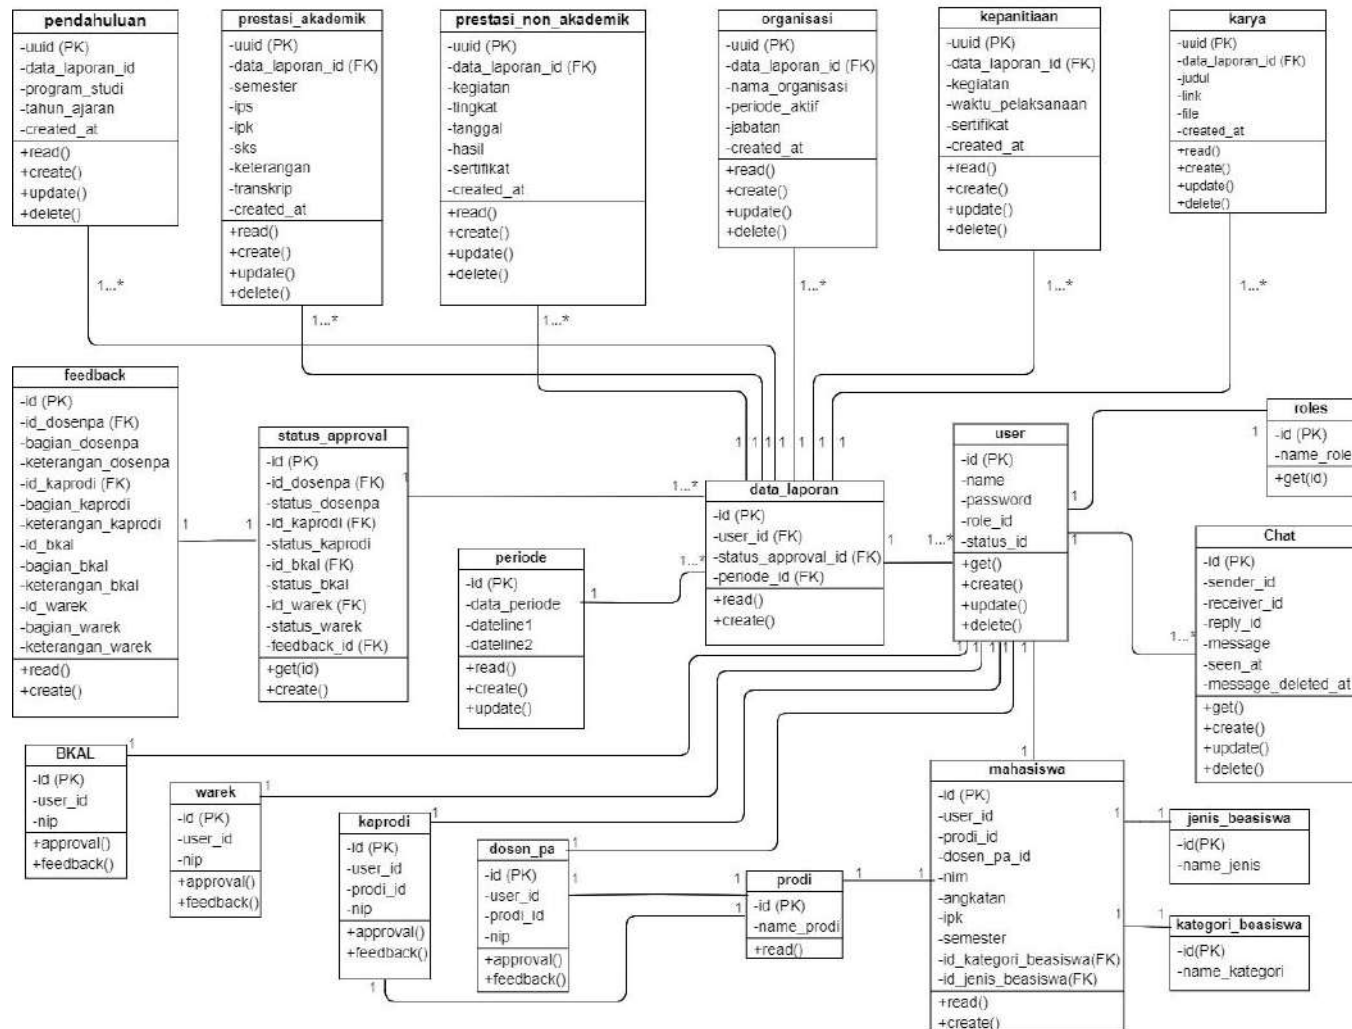 pendahuluan
-uuid (PK)
-data_laporan_id
-program_studi
-tahun_ajaran
-created_at
+read()
+create()
+update()
+delete()
1...*
prestasi_akademik
-uuid (PK)
-data_laporan_id (FK)
-semester
-ips
-ipk
-sks
-keterangan
-transkrip
-created_at
+read()
+create()
+update()
+delete()
1...*
prestasi_non_akademik
-uuid (PK)
-data_laporan_id (FK)
-kegiatan
-tingkat
-tanggal
-hasil
-sertifikat
-created_at
+read()
+create()
+update()
+delete()
1...*
organisasi
-uuid (PK)
-data_laporan_id (FK)
-nama_organisasi
-periode_aktif
-jabatan
-created_at
+read()
+create()
+update()
+delete()
1...*
kepanitiaan
-uuid (PK)
-data_laporan_id (FK)
-kegiatan
-waktu_pelaksanaan
-sertifikat
-created_at
+read()
+create()
+update()
+delete()
1...*
karya
-uuid (PK)
-data_laporan_id (FK)
-judul
-link
-file
-created_at
+read()
+create()
+update()
+delete()
1...*
feedback
-id (PK)
-id_dosenpa (FK)
-bagian_dosenpa
-keterangan_dosenpa
-id_kaprodi (FK)
-bagian_kaprodi
-keterangan_kaprodi
-id_bkal
-bagian_bkal
-keterangan_bkal
-id_warek
-bagian_warek
-keterangan_warek
+read()
+create()
1
1
status_approval
-id (PK)
-id_dosenpa (FK)
-status_dosenpa
-id_kaprodi (FK)
-status_kaprodi
-id_bkal (FK)
-status_bkal
-id_warek (FK)
-status_warek
-feedback_id (FK)
+get(id)
+create()
1
1...*
periode
-id (PK)
-data_periode
-dateline1
-dateline2
+read()
+create()
+update()
1
1...*
1 1 1 1 1 1
data_laporan
-id (PK)
-user_id (FK)
-status_approval_id (FK)
-periode_id (FK)
+read()
+create()
1
1...*
user
-id (PK)
-name
-password
-role_id
-status_id
+get()
+create()
+update()
+delete()
1
1
1 1 1 1 1
roles
-id (PK)
-name_role
+get(id)
1
Chat
-id (PK)
-sender_id
-receiver_id
-reply_id
-message
-seen_at
-message_deleted_at
+get()
+create()
+update()
+delete()
1...*
BKAL
-id (PK)
-user_id
-nip
+approval()
+feedback()
1
warek
-id (PK)
-user_id
-nip
+approval()
+feedback()
1
kaprodi
-id (PK)
-user_id
-prodi_id
-nip
+approval()
+feedback()
1
1
dosen_pa
-id (PK)
-user_id
-prodi_id
-nip
+approval()
+feedback()
1
1
prodi
-id (PK)
-name_prodi
+read()
1
1
1
1
mahasiswa
-id (PK)
-user_id
-prodi_id
-dosen_pa_id
-nim
-angkatan
-ipk
-semester
-id_kategori_beasiswa(FK)
-id_jenis_beasiswa(FK)
+read()
+create()
1
1
1
1
jenis_beasiswa
-id(PK)
-name_jenis
1
kategori_beasiswa
-id(PK)
-name_kategori
1